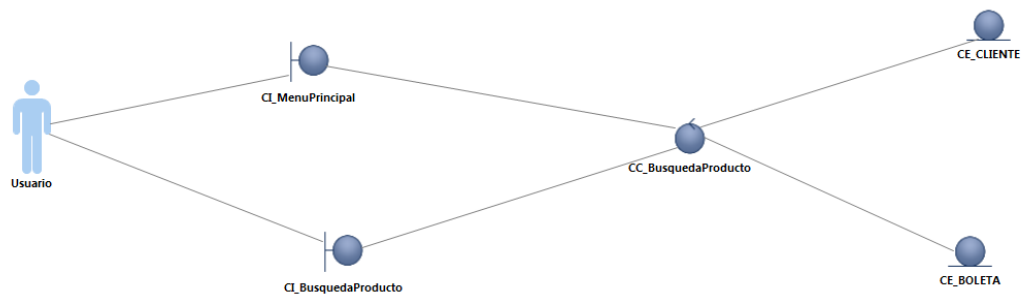 CE_CLIENTE
CI_MenuPrincipal
CC_BusquedaProducto
Usuario
CE_BOLETA
CI_BusquedaProducto